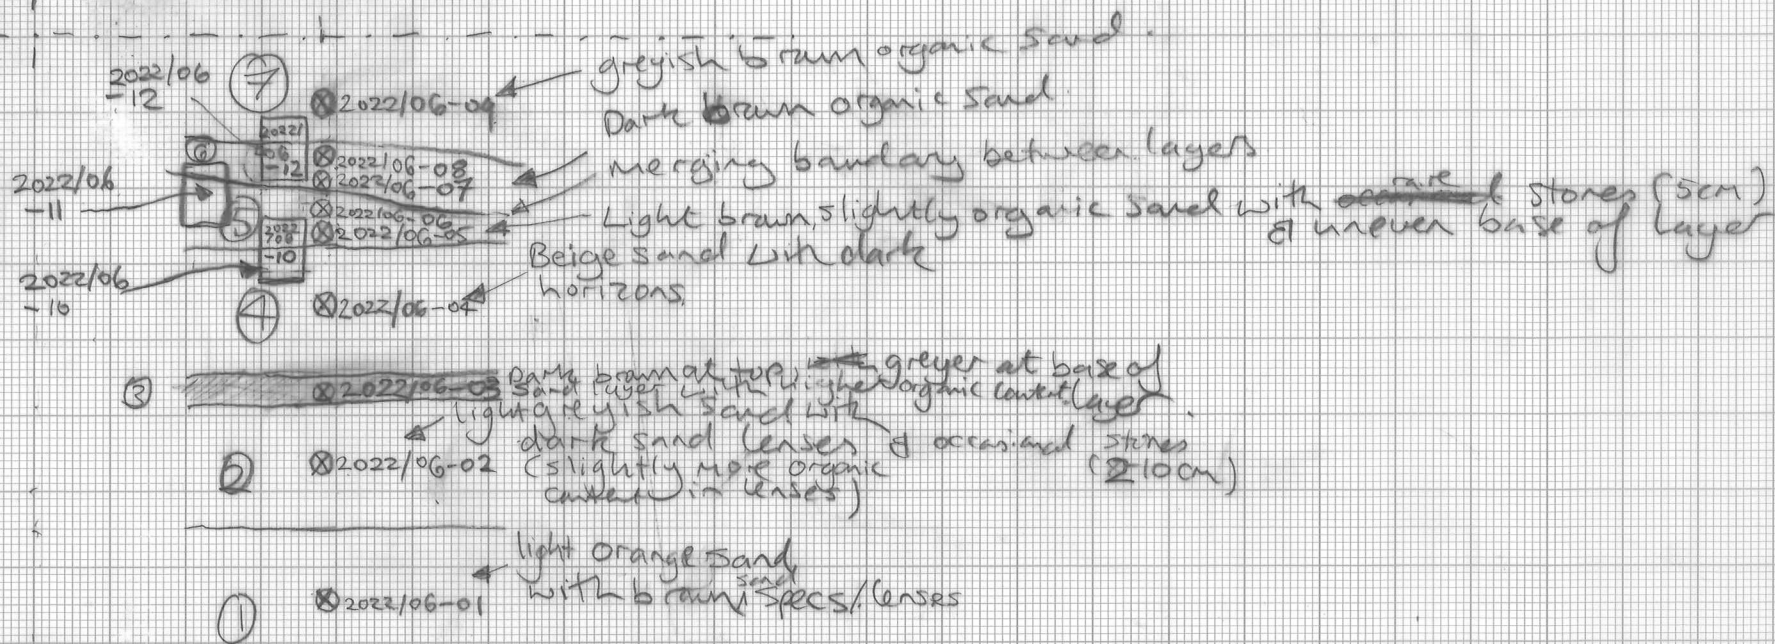 greyish brown organic sand.
2022/06
-12
7
2022/06-09
Dark brown organic sand
2022/
06
-12
6
2022/06-08
merging boundary between layers
2022/06
-11
2022/06-07
5
2022/06-06
Light brown, slightly organic sand with rare stones (5cm)
& uneven base of layer
2022/06-05
2022
/06
-10
Beige sand with dark
horizons.
2022/06
-10
4
2022/06-04
3
2022/06-03
Dark brown at top, greyer at base of
layer.
sand layer with higher organic content
light greyish sand with
dark sand lenses & occasional stones
(210cm)
(slightly more organic
content in lenses)
2
2022/06-02
light orange sand
with brown sand specs/lenses
1
2022/06-01